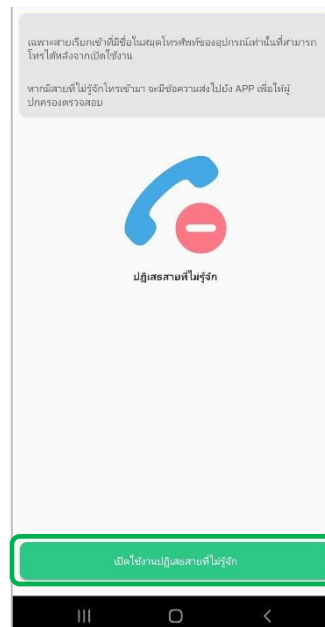 เฉพาะสายเรียกเข้าที่มีชื่อในสมุดโทรศัพท์ของอุปกรณ์เท่านั้นที่สามารถ
โทรได้หลังจากเปิดใช้งาน
หากมีสายที่ไม่รู้จักโทรเข้ามา จะมีข้อความส่งไปยัง APP เพื่อให้ผู้
ปกครองตรวจสอบ
ปฏิเสธสายที่ไม่รู้จัก
เปิดใช้งานปฏิเสธสายที่ไม่รู้จัก